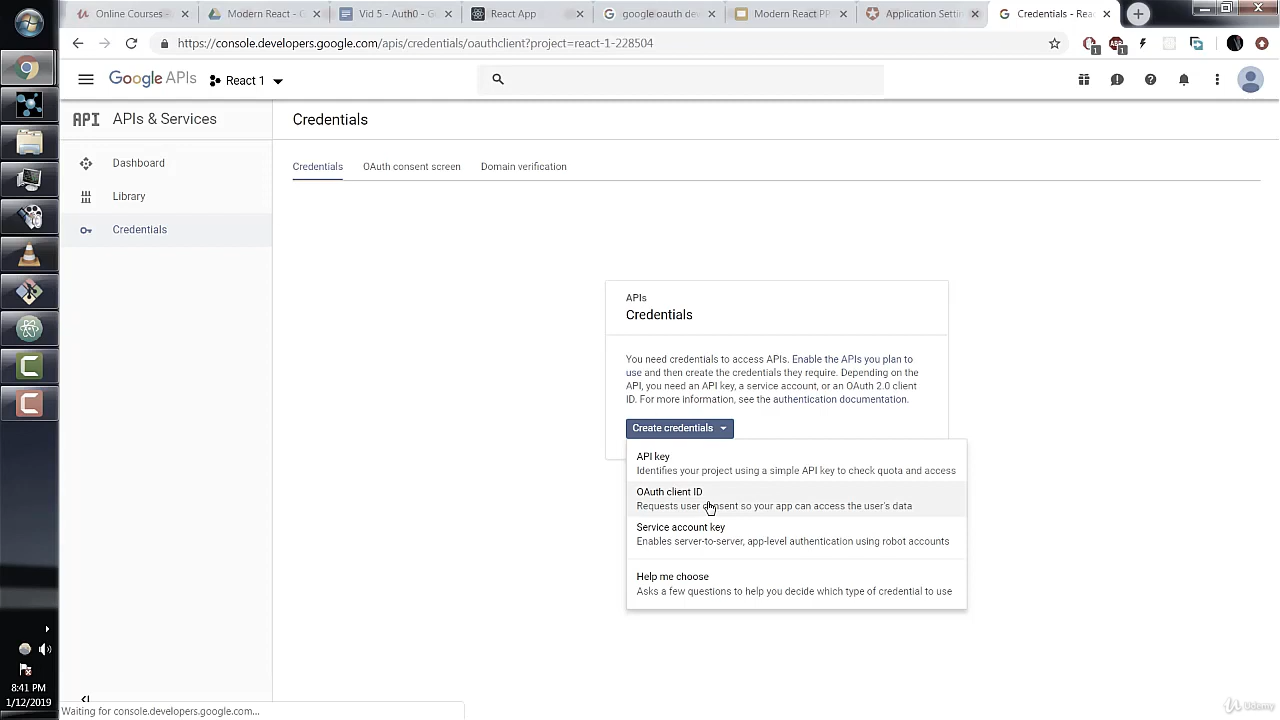 Online Courses -
Modern React - G
Vid 5 - Auth0 - G
React App
google oauth dev
Modern React PP
Application Settin
Credentials - Rea
https://console.developers.google.com/apis/credentials/oauthclient?project=react-1-228504
Google APIs
React 1
API APIs & Services
Dashboard
Library
Credentials
Credentials
Credentials
OAuth consent screen
Domain verification
APIs
Credentials
You need credentials to access APIs. Enable the APIs you plan to
use and then create the credentials they require. Depending on the
API, you need an API key, a service account, or an OAuth 2.0 client
ID. For more information, see the authentication documentation.
Create credentials
API key
Identifies your project using a simple API key to check quota and access
OAuth client ID
Requests user consent so your app can access the user's data
Service account key
Enables server-to-server, app-level authentication using robot accounts
Help me choose
Asks a few questions to help you decide which type of credential to use
8:41 PM
1/12/2019
Waiting for console.developers.google.com...
Udemy